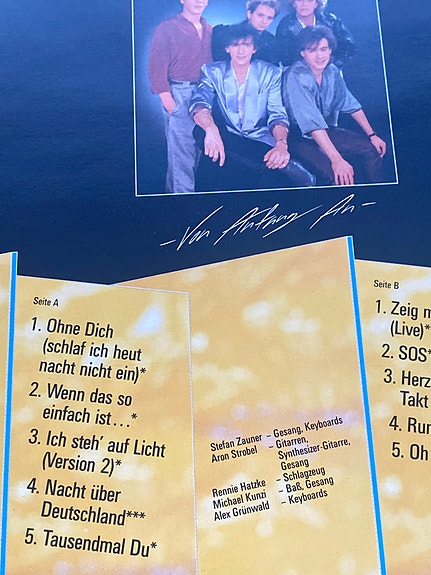 – Von Anfang An –
Seite A
1. Ohne Dich
(schlaf ich heut
nacht nicht ein)*
2. Wenn das so
einfach ist...*
3. Ich steh' auf Licht
(Version 2)*
4. Nacht über
Deutschland***
5. Tausendmal Du*
Stefan Zauner – Gesang, Keyboards
Aron Strobel – Gitarren,
Synthesizer-Gitarre,
Gesang
Rennie Hatzke – Schlagzeug
Michael Kunzi – Baß, Gesang
Alex Grünwald – Keyboards
Seite B
1. Zeig m
(Live)*
2. SOS*
3. Herz
Takt
4. Run
5. Oh